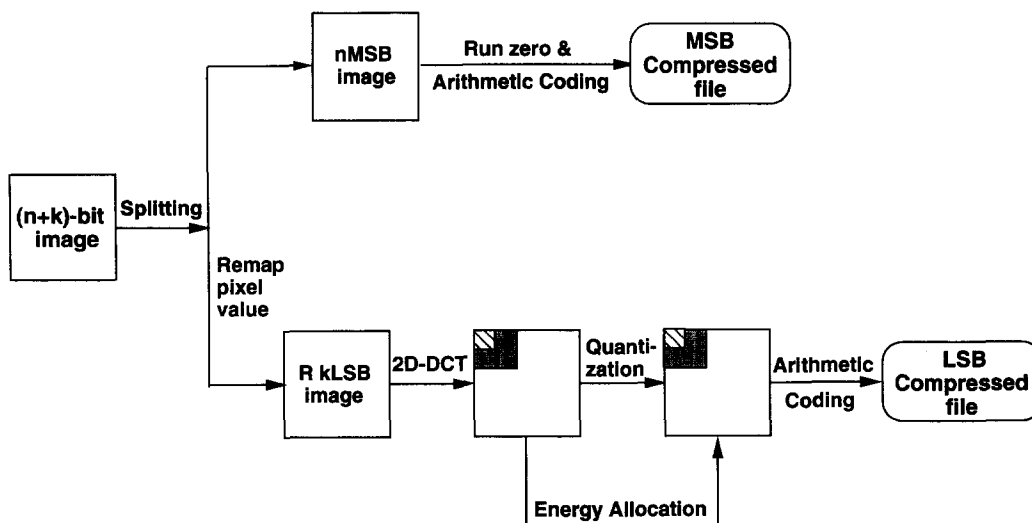 nMSB
image
Run zero &
Arithmetic Coding
MSB
Compressed
file
(n+k)-bit
image
Splitting
Remap
pixel
value
R kLSB
image
2D-DCT
Quanti-
zation
Arithmetic
Coding
LSB
Compressed
file
Energy Allocation